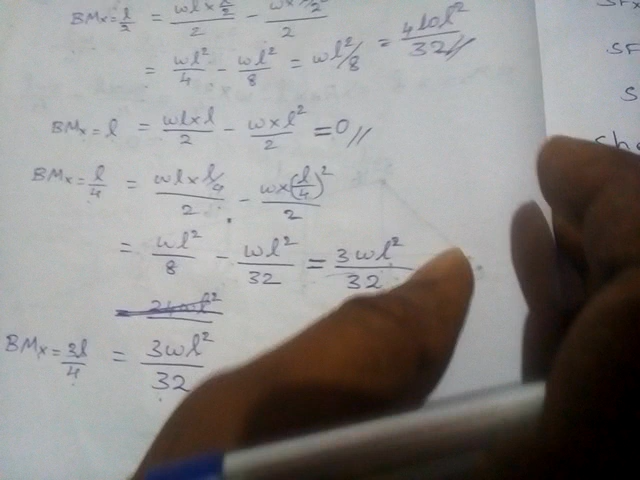 BMx=l/2 = wl×l/2 / 2 - w×(l/2)² / 2
= wl²/4 - wl²/8 = wl²/8 = 4wl²/32 //
BMx=l = wl×l/2 - w×l²/2 = 0 //
BMx=l/4 = wl×l/4 / 2 - w×(l/4)² / 2
= wl²/8 - wl²/32 = 3wl²/32
BMx=3l/4 = 3wl²/32
SF
S
She